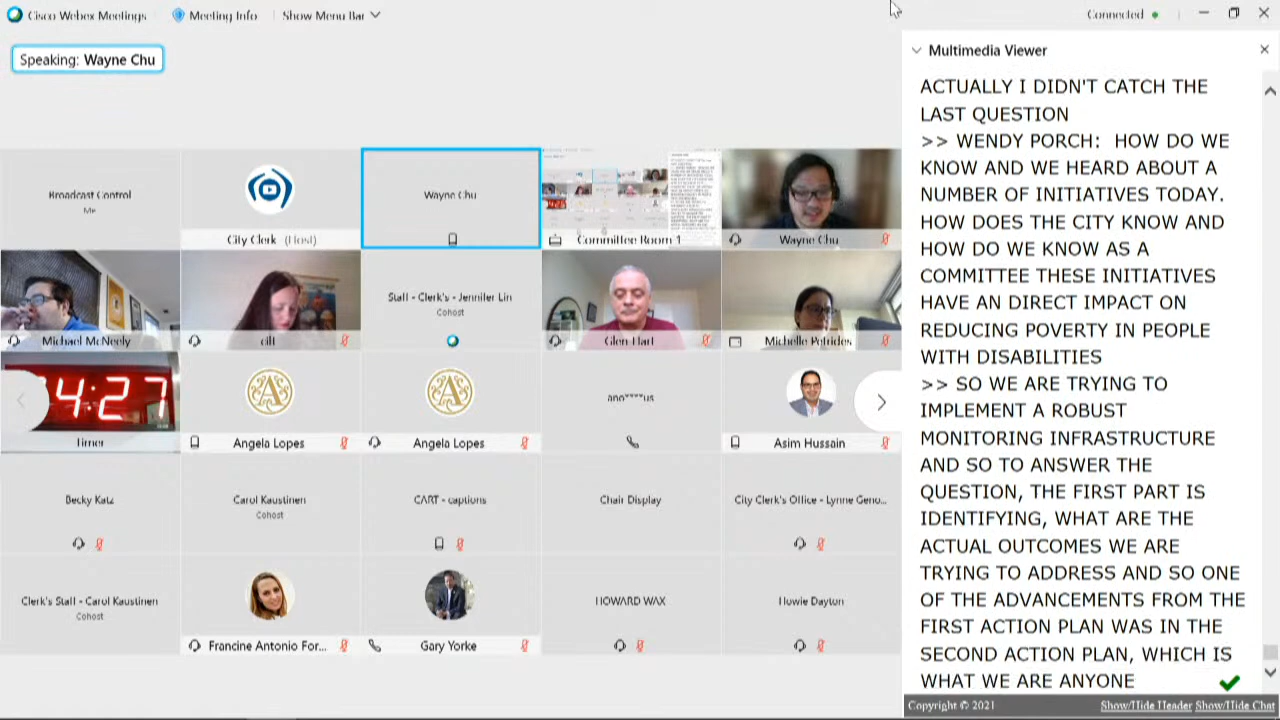 Cisco Webex Meetings
Meeting Info
Show Menu Bar
Connected
Speaking: Wayne Chu
Multimedia Viewer
Broadcast Control
Me
City Clerk (Host)
Wayne Chu
Committee Room 1
Wayne Chu
Michael McNeely
cilt
Staff - Clerk's - Jennifer Lin
Cohost
Glen Hart
Michelle Petrides
4:27
Timer
Angela Lopes
Angela Lopes
ano****us
Asim Hussain
Becky Katz
Carol Kaustinen
Cohost
CART - captions
Chair Display
City Clerk's Office - Lynne Geno...
Clerk's Staff - Carol Kaustinen
Cohost
Francine Antonio For...
Gary Yorke
HOWARD WAX
Howie Dayton
ACTUALLY I DIDN'T CATCH THE
LAST QUESTION
>> WENDY PORCH: HOW DO WE
KNOW AND WE HEARD ABOUT A
NUMBER OF INITIATIVES TODAY.
HOW DOES THE CITY KNOW AND
HOW DO WE KNOW AS A
COMMITTEE THESE INITIATIVES
HAVE AN DIRECT IMPACT ON
REDUCING POVERTY IN PEOPLE
WITH DISABILITIES
>> SO WE ARE TRYING TO
IMPLEMENT A ROBUST
MONITORING INFRASTRUCTURE
AND SO TO ANSWER THE
QUESTION, THE FIRST PART IS
IDENTIFYING, WHAT ARE THE
ACTUAL OUTCOMES WE ARE
TRYING TO ADDRESS AND SO ONE
OF THE ADVANCEMENTS FROM THE
FIRST ACTION PLAN WAS IN THE
SECOND ACTION PLAN, WHICH IS
WHAT WE ARE ANYONE
Copyright © 2021
Show/Hide Header Show/Hide Chat